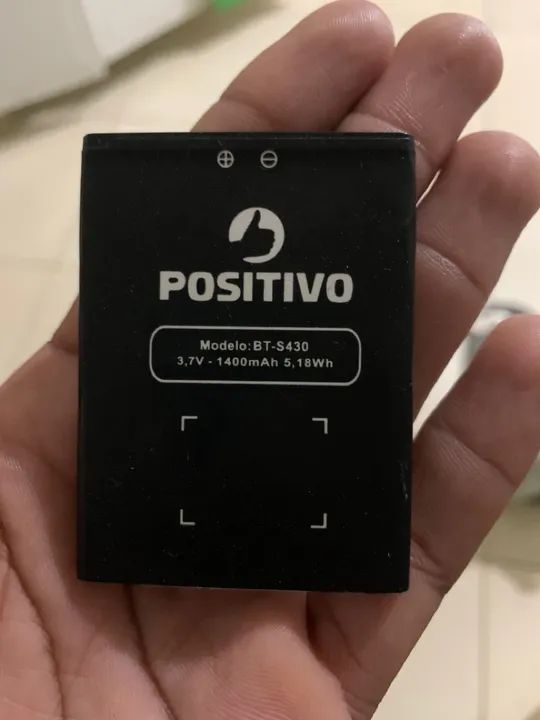 ⊕ ⊖
POSITIVO
Modelo:BT-S430
3,7V - 1400mAh 5,18Wh